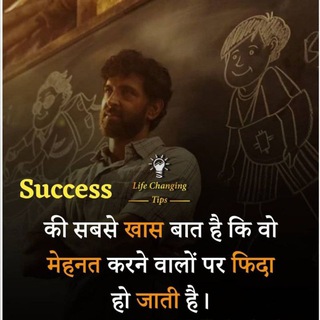 Life Changing
Tips
Success
की सबसे खास बात है कि वो
मेहनत करने वालों पर फिदा
हो जाती है।